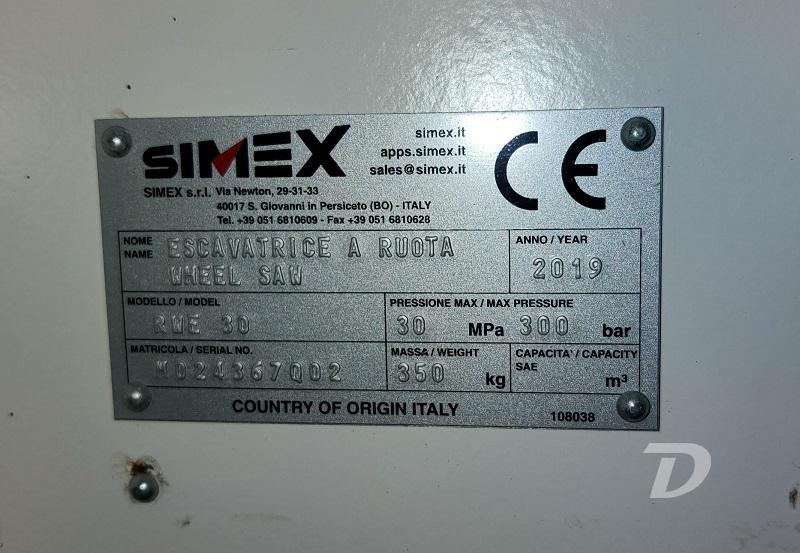 SIMEX
simex.it
apps.simex.it
sales@simex.it
CE
SIMEX s.r.l. Via Newton, 29-31-33
40017 S. Giovanni in Persiceto (BO) - ITALY
Tel. +39 051 6810609 - Fax +39 051 6810628
NOME
NAME
ESCAVATRICE A RUOTA
WHEEL SAW
ANNO / YEAR
2019
MODELLO / MODEL
RWE 30
PRESSIONE MAX / MAX PRESSURE
30 MPa 300 bar
MATRICOLA / SERIAL NO.
MASSA / WEIGHT
350 kg
CAPACITA' / CAPACITY
SAE
m³
COUNTRY OF ORIGIN ITALY
108038
D